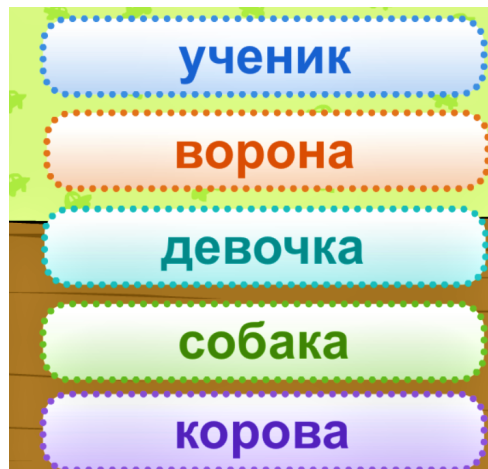 ученик
ворона
девочка
собака
корова